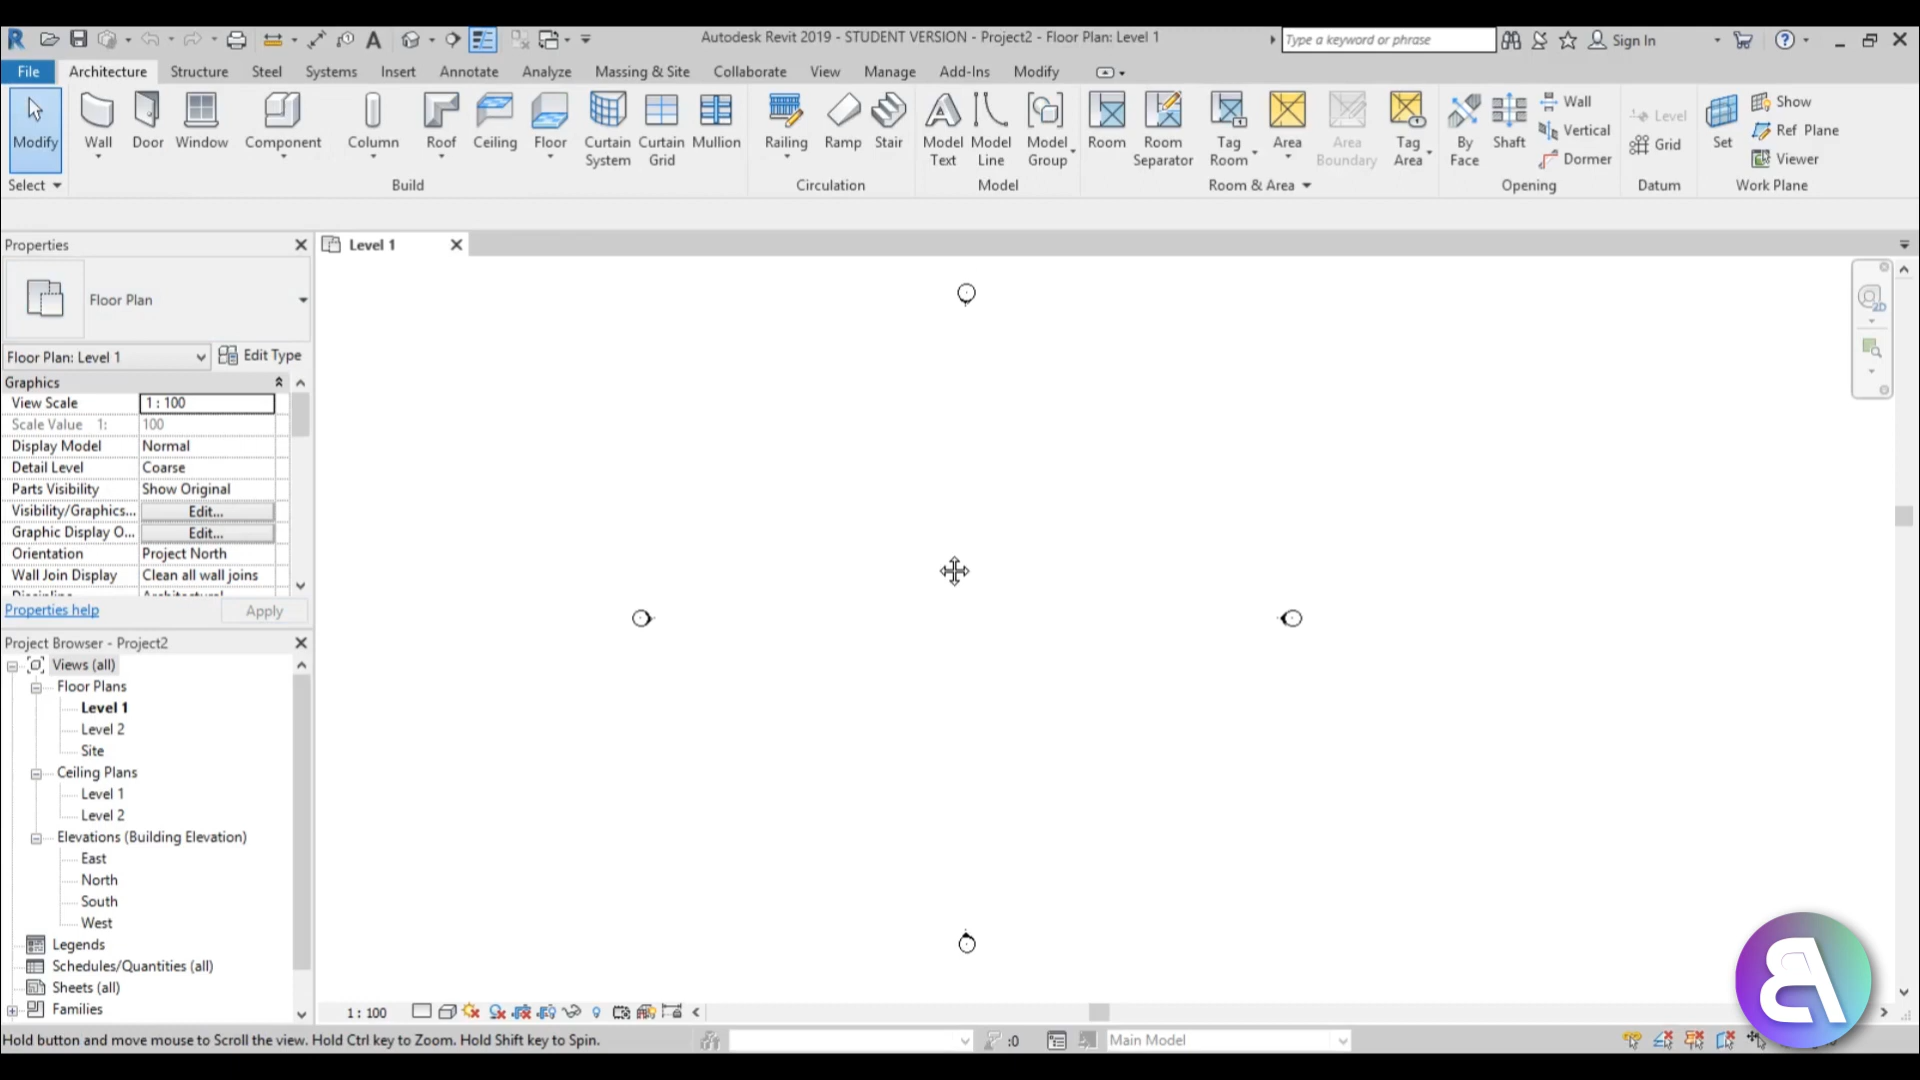 Autodesk Revit 2019 - STUDENT VERSION - Project2 - Floor Plan: Level 1
Type a keyword or phrase
Sign In
File Architecture Structure Steel Systems Insert Annotate Analyze Massing & Site Collaborate View Manage Add-Ins Modify
Modify
Wall
Door
Window
Component
Column
Roof
Ceiling
Floor
Curtain System
Curtain Grid
Mullion
Railing
Ramp
Stair
Model Text
Model Line
Model Group
Room
Room Separator
Tag Room
Area
Area Boundary
Tag Area
By Face
Shaft
Wall
Vertical
Dormer
Level
Grid
Set
Show
Ref Plane
Viewer
Select Build Circulation Model Room & Area Opening Datum Work Plane
Properties
Level 1
Floor Plan
Floor Plan: Level 1
Edit Type
Graphics
View Scale 1 : 100
Scale Value 1: 100
Display Model Normal
Detail Level Coarse
Parts Visibility Show Original
Visibility/Graphics... Edit...
Graphic Display O... Edit...
Orientation Project North
Wall Join Display Clean all wall joins
Properties help Apply
Project Browser - Project2
Views (all)
Floor Plans
Level 1
Level 2
Site
Ceiling Plans
Level 1
Level 2
Elevations (Building Elevation)
East
North
South
West
Legends
Schedules/Quantities (all)
Sheets (all)
Families
1 : 100
Hold button and move mouse to Scroll the view. Hold Ctrl key to Zoom. Hold Shift key to Spin.
:0
Main Model
2D